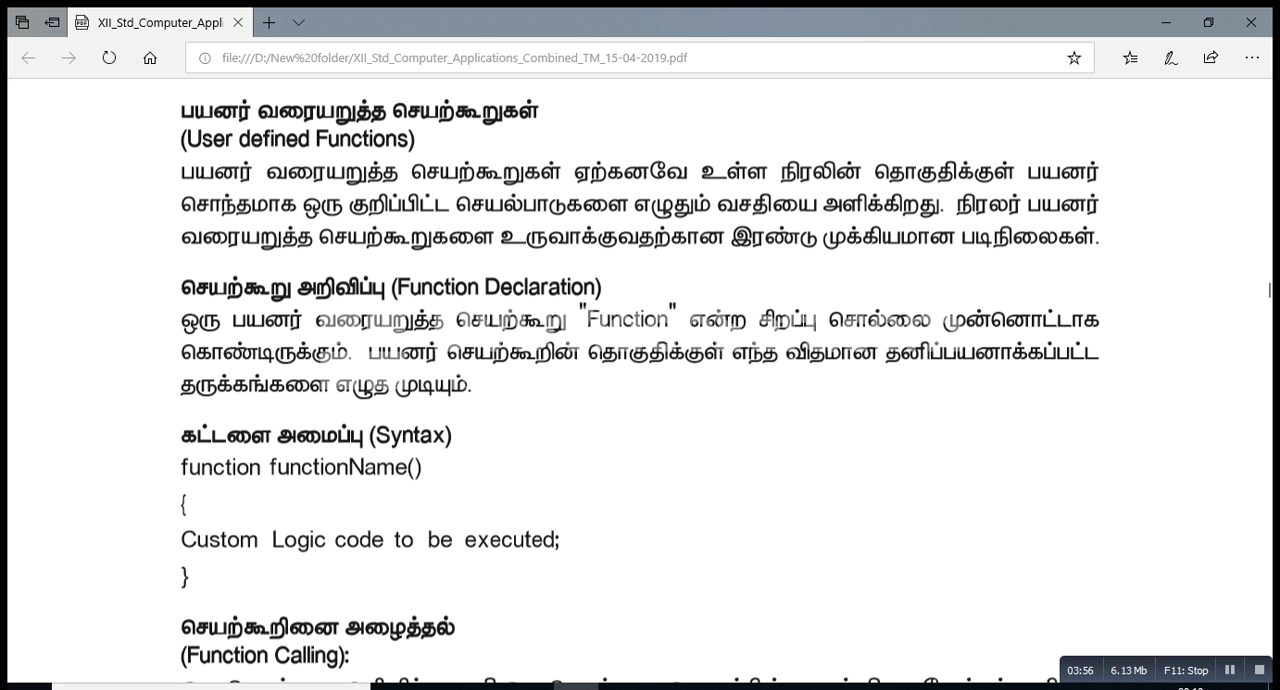 XII_Std_Computer_Appl
file:///D:/New%20folder/XII_Std_Computer_Applications_Combined_TM_15-04-2019.pdf
பயனர் வரையறுத்த செயற்கூறுகள்
(User defined Functions)
பயனர் வரையறுத்த செயற்கூறுகள் ஏற்கனவே உள்ள நிரலின் தொகுதிக்குள் பயனர்
சொந்தமாக ஒரு குறிப்பிட்ட செயல்பாடுகளை எழுதும் வசதியை அளிக்கிறது. நிரலர் பயனர்
வரையறுத்த செயற்கூறுகளை உருவாக்குவதற்கான இரண்டு முக்கியமான படிநிலைகள்.
செயற்கூறு அறிவிப்பு (Function Declaration)
ஒரு பயனர் வரையறுத்த செயற்கூறு "Function" என்ற சிறப்பு சொல்லை முன்னொட்டாக
கொண்டிருக்கும். பயனர் செயற்கூறின் தொகுதிக்குள் எந்த விதமான தனிப்பயனாக்கப்பட்ட
தருக்கங்களை எழுத முடியும்.
கட்டளை அமைப்பு (Syntax)
function functionName()
{
Custom Logic code to be executed;
}
செயற்கூறினை அழைத்தல்
(Function Calling):
03:56 6.13 Mb F11: Stop